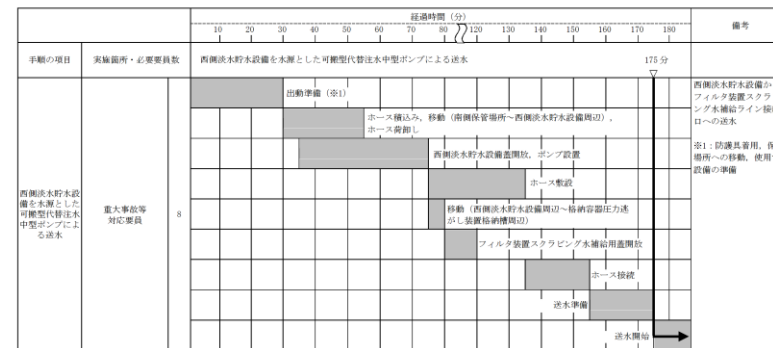 経過時間（分）
備考
10 20 30 40 50 60 70 80 120 130 140 150 160 170 180
手順の項目
実施箇所・必要要員数
西側淡水貯水設備を水源とした可搬型代替注水中型ポンプによる送水
175分
西側淡水貯水設
備を水源とした
可搬型代替注水
中型ポンプによ
る送水
重大事故等
対応要員
8
出動準備（※1）
ホース積込み，移動（南側保管場所～西側淡水貯水設備周辺），
ホース荷卸し
西側淡水貯水設備蓋開放，ポンプ設置
ホース敷設
移動（西側淡水貯水設備周辺～格納容器圧力逃
がし装置格納槽周辺）
フィルタ装置スクラビング水補給用蓋開放
ホース接続
送水準備
送水開始
西側淡水貯水設備か
フィルタ装置スクラ
ング水補給ライン接
口への送水
※1：防護具着用，保
場所への移動，使用
設備の準備